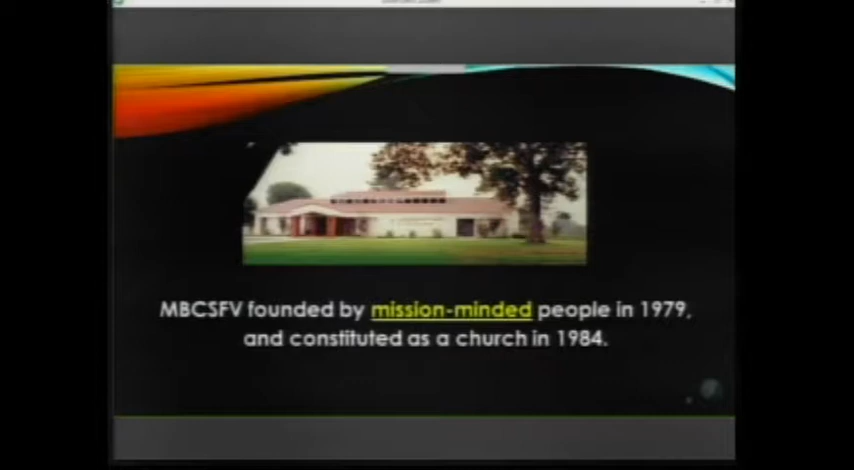 MBCSFV founded by mission-minded people in 1979,
and constituted as a church in 1984.